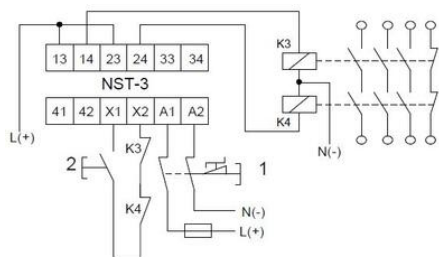 13 14 23 24 33 34
NST-3
41 42 X1 X2 A1 A2
L(+)
K3
K4
N(-)
2
K3
K4
1
N(-)
L(+)